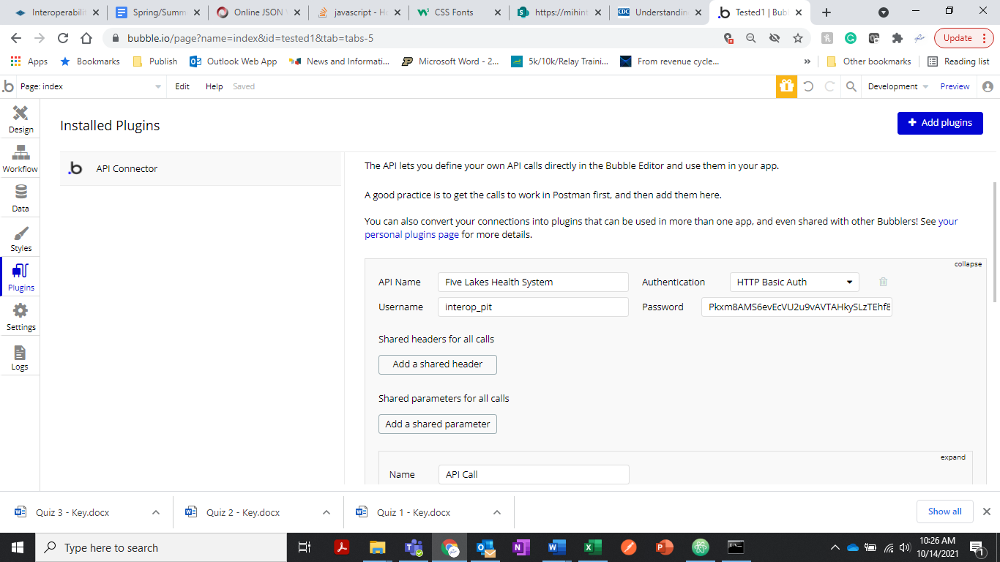 Interoperabilit
Spring/Summ
Online JSON
javascript - Ho
CSS Fonts
https://mihint
CDC Understandin
Tested1 | Bub
bubble.io/page?name=index&id=tested1&tab=tabs-5
Update
Apps
Bookmarks
Publish
Outlook Web App
News and Informati...
Microsoft Word - 2...
5k/10k/Relay Traini...
From revenue cycle...
»
Other bookmarks
Reading list
Page: index
Edit
Help
Saved
Development
Preview
Design
Workflow
Data
Styles
Plugins
Settings
Logs
Installed Plugins
+ Add plugins
API Connector
The API lets you define your own API calls directly in the Bubble Editor and use them in your app.
A good practice is to get the calls to work in Postman first, and then add them here.
You can also convert your connections into plugins that can be used in more than one app, and even shared with other Bubblers! See your
personal plugins page for more details.
collapse
API Name Five Lakes Health System Authentication HTTP Basic Auth
Username interop_pit Password Pkxm8AMS6evEcVU2u9vAVTAHkySLzTEhf8
Shared headers for all calls
Add a shared header
Shared parameters for all calls
Add a shared parameter
expand
Name API Call
Quiz 3 - Key.docx
Quiz 2 - Key.docx
Quiz 1 - Key.docx
Show all
Type here to search
10:26 AM
10/14/2021
1